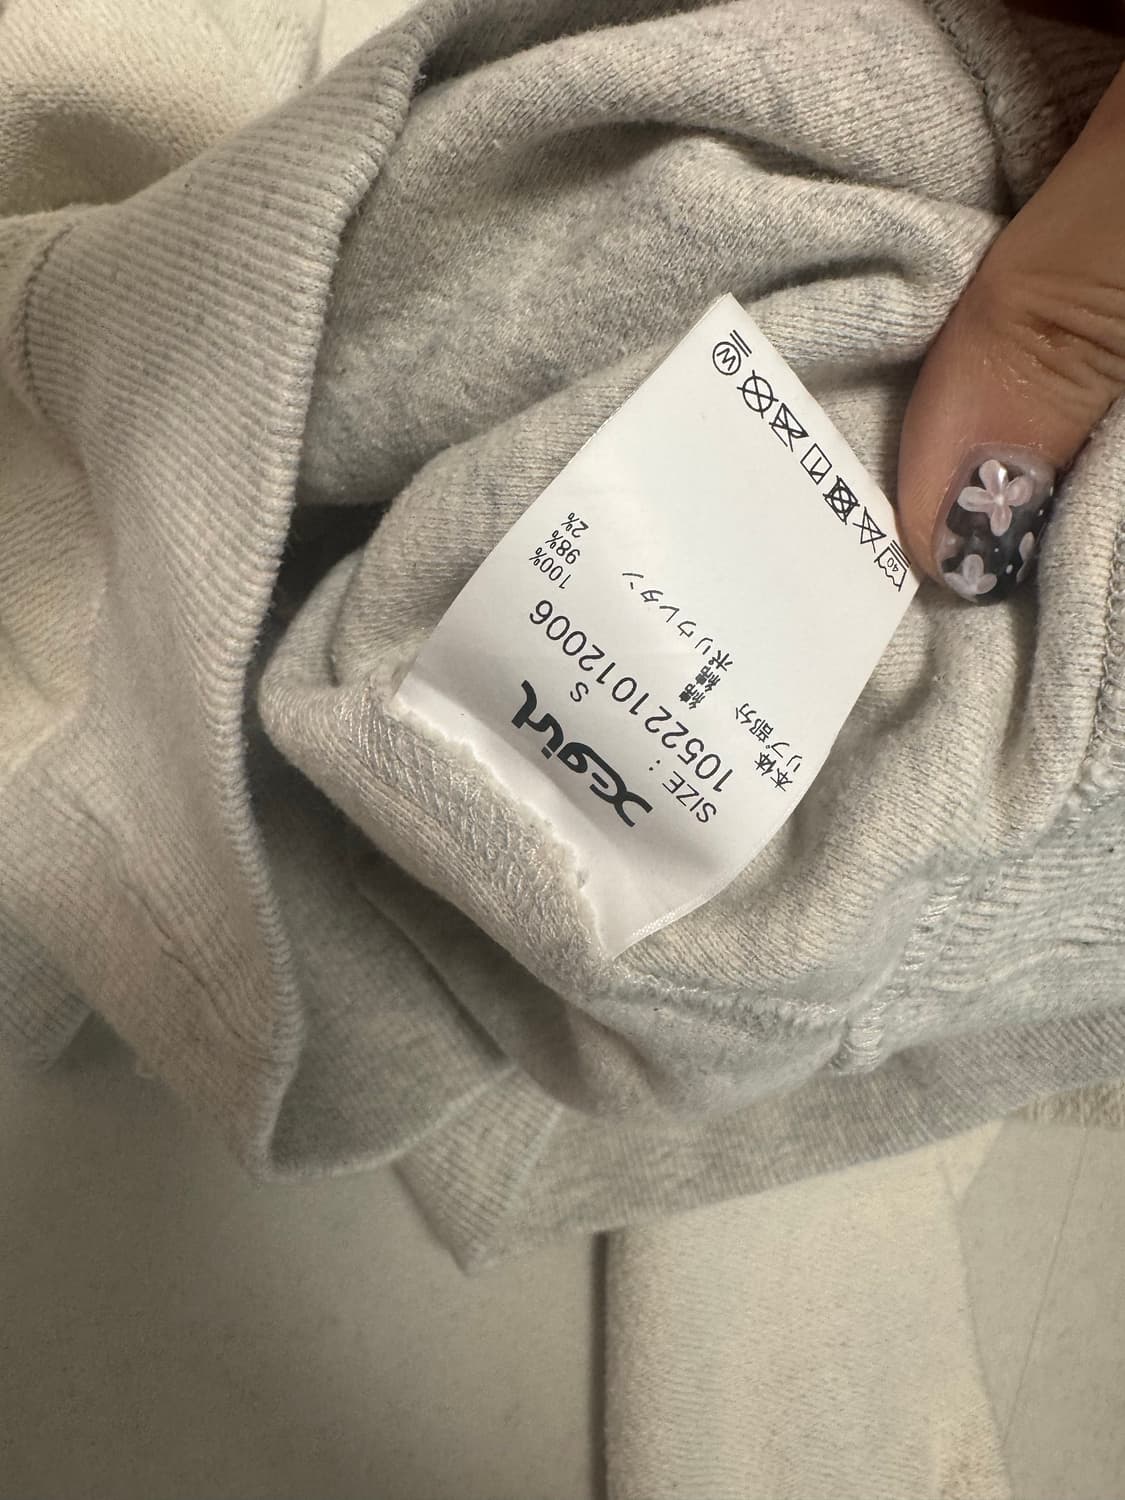 X-girl
SIZE: S
105221012006
本体 綿 100%
リブ部分 綿 98%
ポリウレタン 2%
40
W